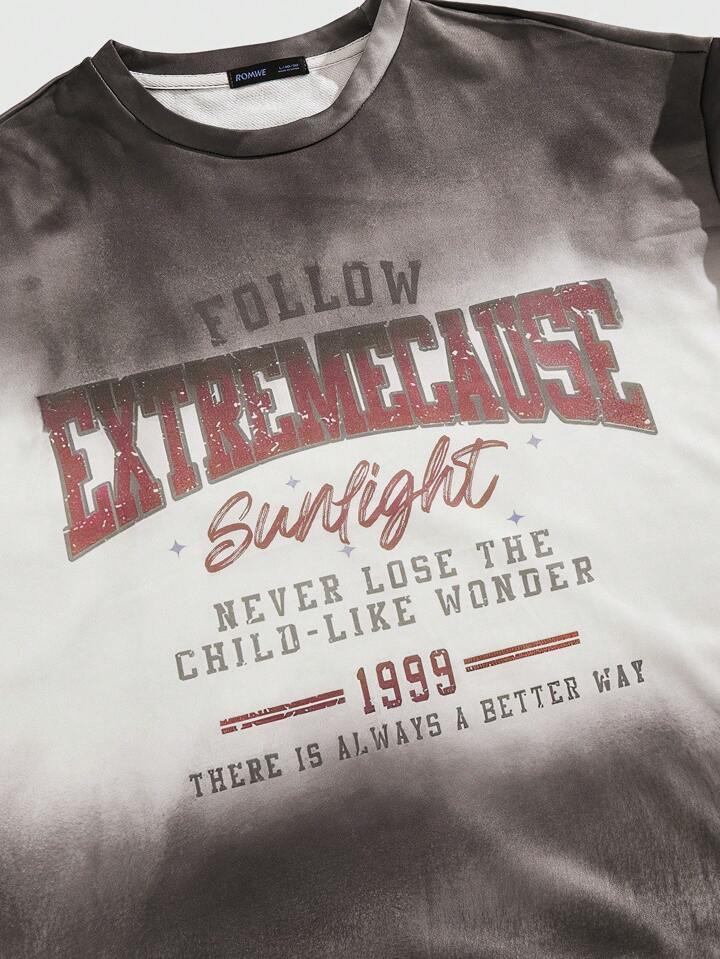 ROMWE
FOLLOW
EXTREMECAUSE
Sunlight
NEVER LOSE THE
CHILD-LIKE WONDER
1999
THERE IS ALWAYS A BETTER WAY